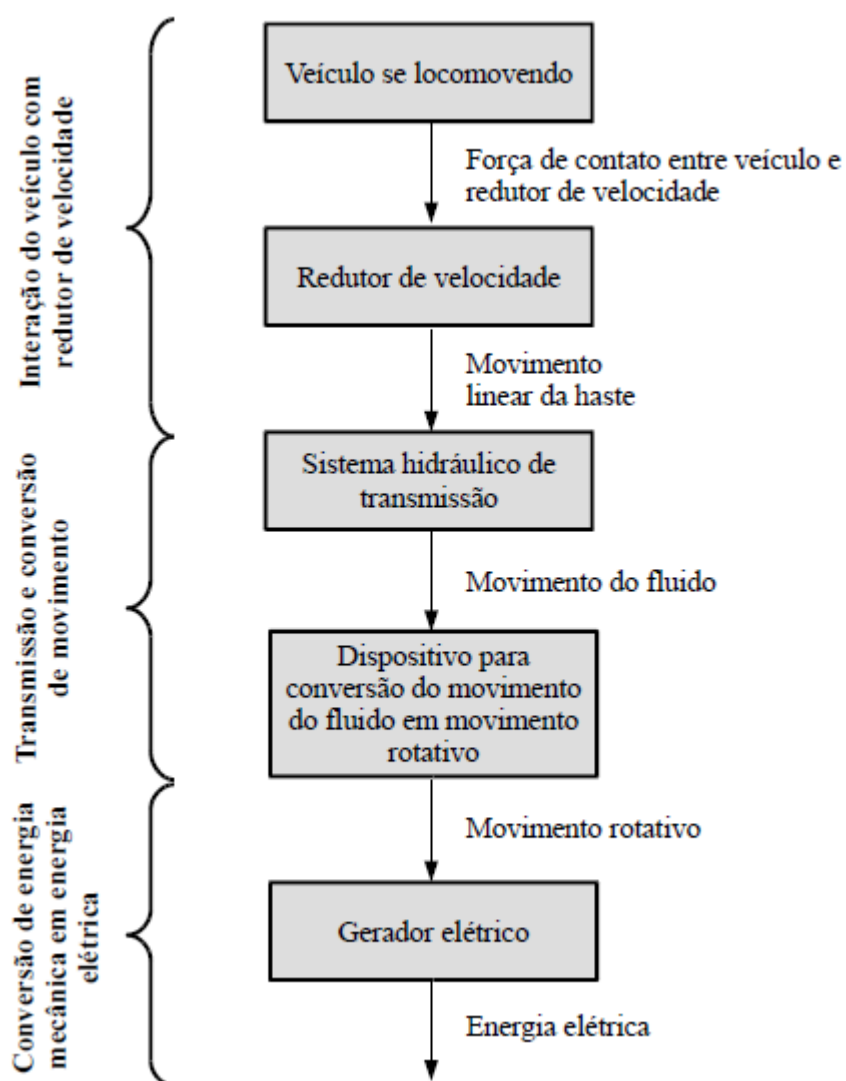 Interação do veículo com
redutor de velocidade
Veículo se locomovendo
Força de contato entre veículo e
redutor de velocidade
Redutor de velocidade
Movimento
linear da haste
Transmissão e conversão
de movimento
Sistema hidráulico de
transmissão
Movimento do fluido
Dispositivo para
conversão do movimento
do fluido em movimento
rotativo
Conversão de energia
mecânica em energia
elétrica
Movimento rotativo
Gerador elétrico
Energia elétrica